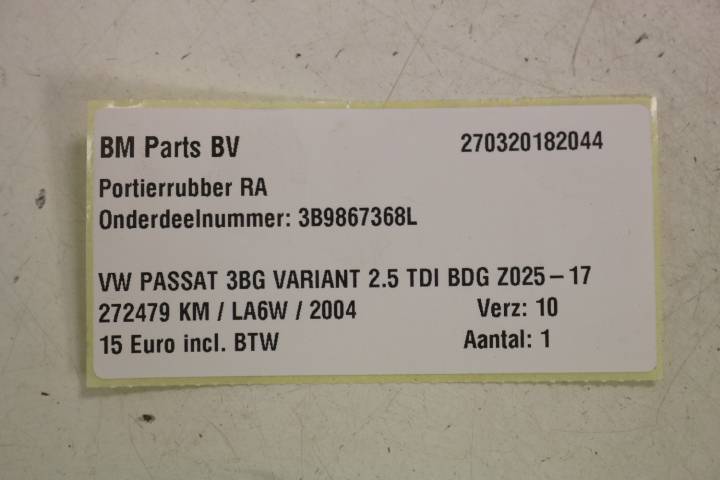 BM Parts BV 270320182044
Portierrubber RA
Onderdeelnummer: 3B9867368L
VW PASSAT 3BG VARIANT 2.5 TDI BDG Z025-17
272479 KM / LA6W / 2004 Verz: 10
15 Euro incl. BTW Aantal: 1